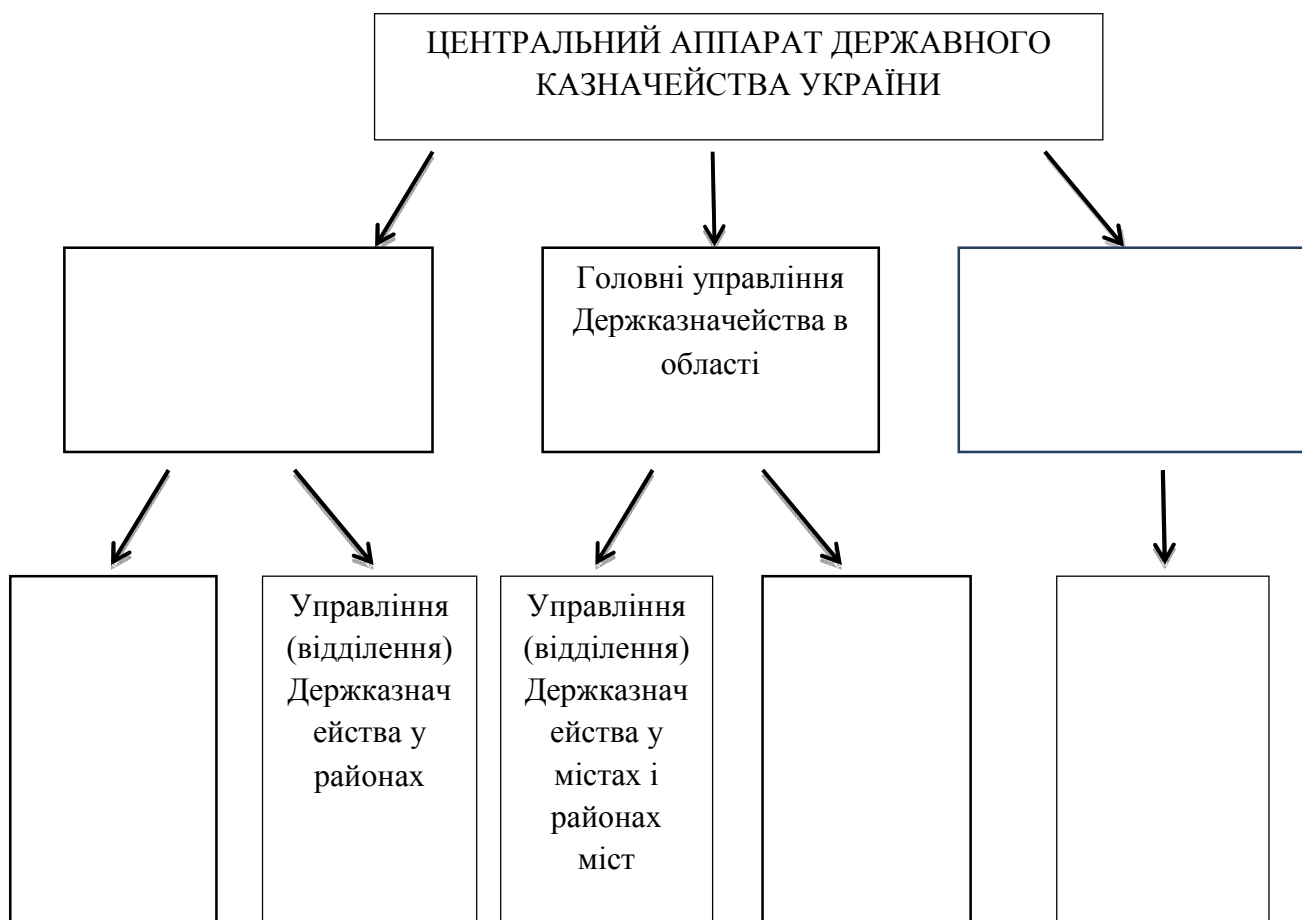 ЦЕНТРАЛЬНИЙ АППАРАТ ДЕРЖАВНОГО
КАЗНАЧЕЙСТВА УКРАЇНИ
Головні управління
Держказначейства в
області
Управління
(відділення)
Держказнач
ейства у
районах
Управління
(відділення)
Держказнач
ейства у
містах і
районах
міст